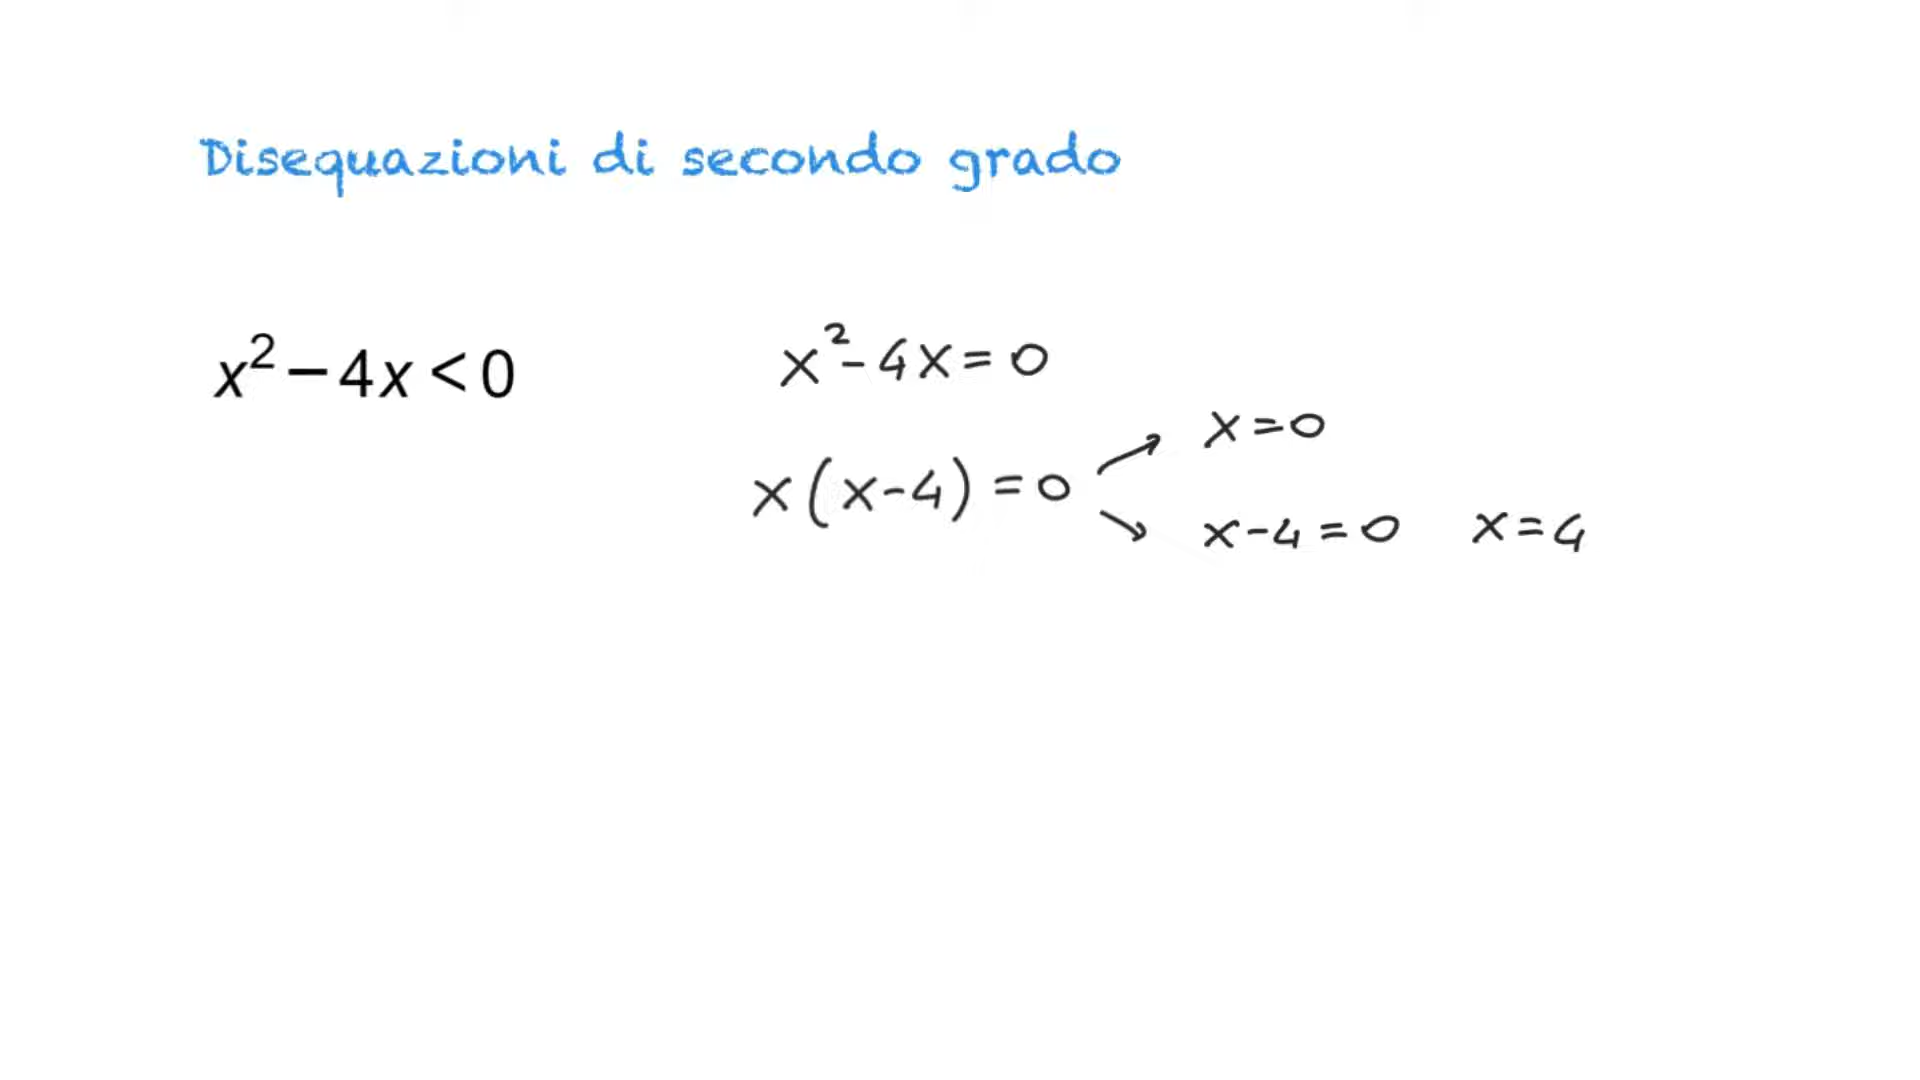 Disequazioni di secondo grado
x² − 4x < 0
x² - 4x = 0
x (x-4) = 0
x = 0
x - 4 = 0 x = 4